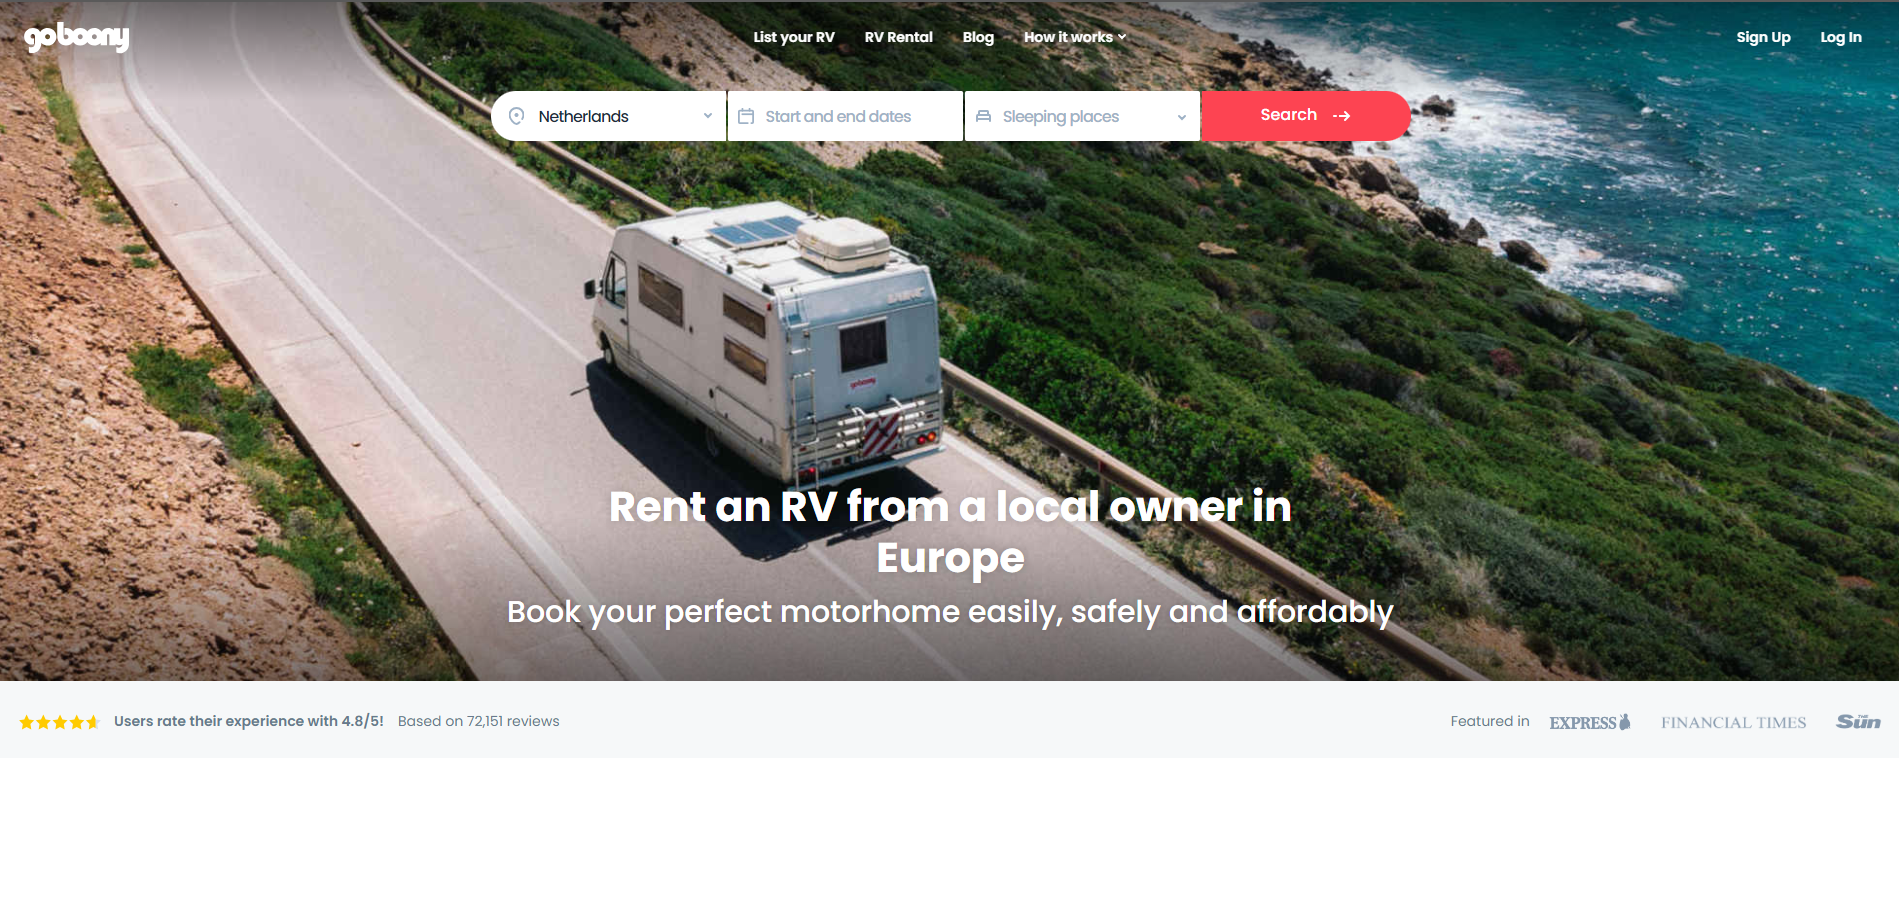 goboony
List your RV
RV Rental
Blog
How it works
Sign Up
Log In
Netherlands
Start and end dates
Sleeping places
Search
goboony
Rent an RV from a local owner in
Europe
Book your perfect motorhome easily, safely and affordably
Users rate their experience with 4.8/5! Based on 72,151 reviews
Featured in
EXPRESS
FINANCIAL TIMES
THE Sun